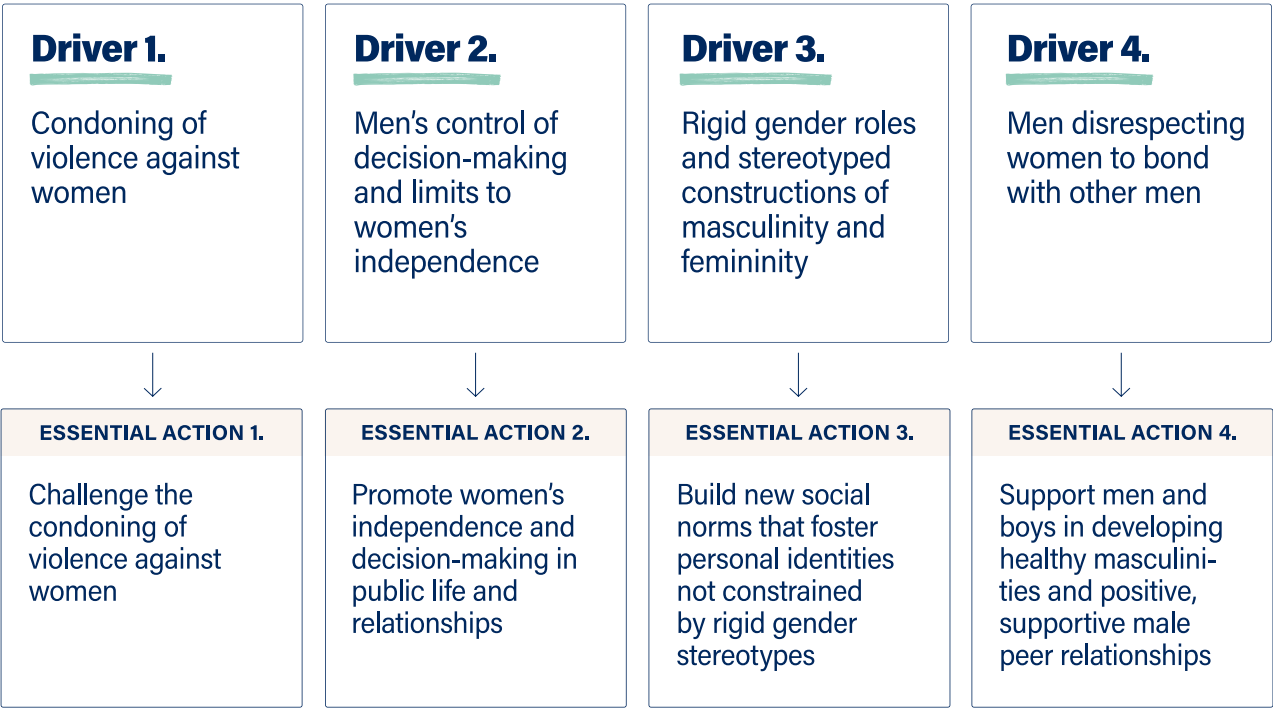 Driver 1.
Condoning of
violence against
women
Driver 2.
Men's control of
decision-making
and limits to
women's
independence
Driver 3.
Rigid gender roles
and stereotyped
constructions of
masculinity and
femininity
Driver 4.
Men disrespecting
women to bond
with other men
ESSENTIAL ACTION 1.
Challenge the
condoning of
violence against
women
ESSENTIAL ACTION 2.
Promote women's
independence and
decision-making in
public life and
relationships
ESSENTIAL ACTION 3.
Build new social
norms that foster
personal identities
not constrained
by rigid gender
stereotypes
ESSENTIAL ACTION 4.
Support men and
boys in developing
healthy masculini-
ties and positive,
supportive male
peer relationships